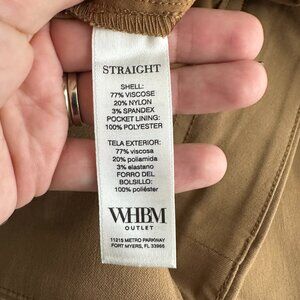 STRAIGHT
SHELL:
77% VISCOSE
20% NYLON
3% SPANDEX
POCKET LINING:
100% POLYESTER
TELA EXTERIOR:
77% viscosa
20% poliamida
3% elastano
FORRO DEL
BOLSILLO:
100% poliéster
WHBM
OUTLET
11215 METRO PARKWAY
FORT MYERS, FL 33966